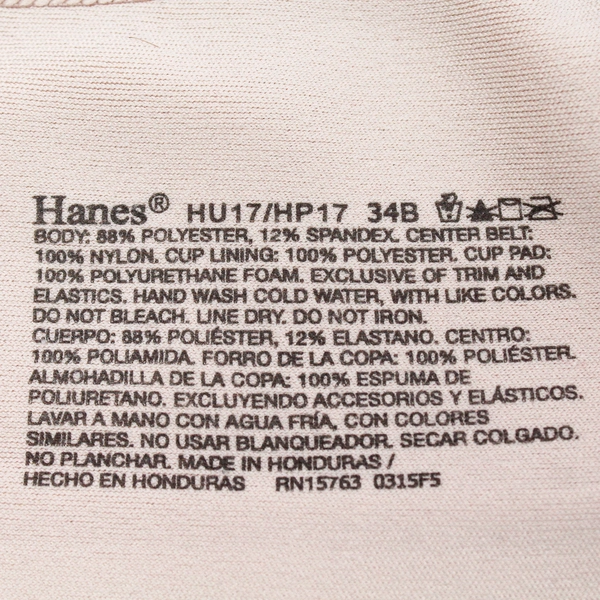 Hanes® HU17/HP17 34B
BODY: 88% POLYESTER, 12% SPANDEX. CENTER BELT:
100% NYLON. CUP LINING: 100% POLYESTER. CUP PAD:
100% POLYURETHANE FOAM. EXCLUSIVE OF TRIM AND
ELASTICS. HAND WASH COLD WATER, WITH LIKE COLORS.
DO NOT BLEACH. LINE DRY. DO NOT IRON.
CUERPO: 88% POLIÉSTER, 12% ELASTANO. CENTRO:
100% POLIAMIDA. FORRO DE LA COPA: 100% POLIÉSTER.
ALMOHADILLA DE LA COPA: 100% ESPUMA DE
POLIURETANO. EXCLUYENDO ACCESORIOS Y ELÁSTICOS.
LAVAR A MANO CON AGUA FRÍA, CON COLORES
SIMILARES. NO USAR BLANQUEADOR. SECAR COLGADO.
NO PLANCHAR. MADE IN HONDURAS /
HECHO EN HONDURAS RN15763 0315F5